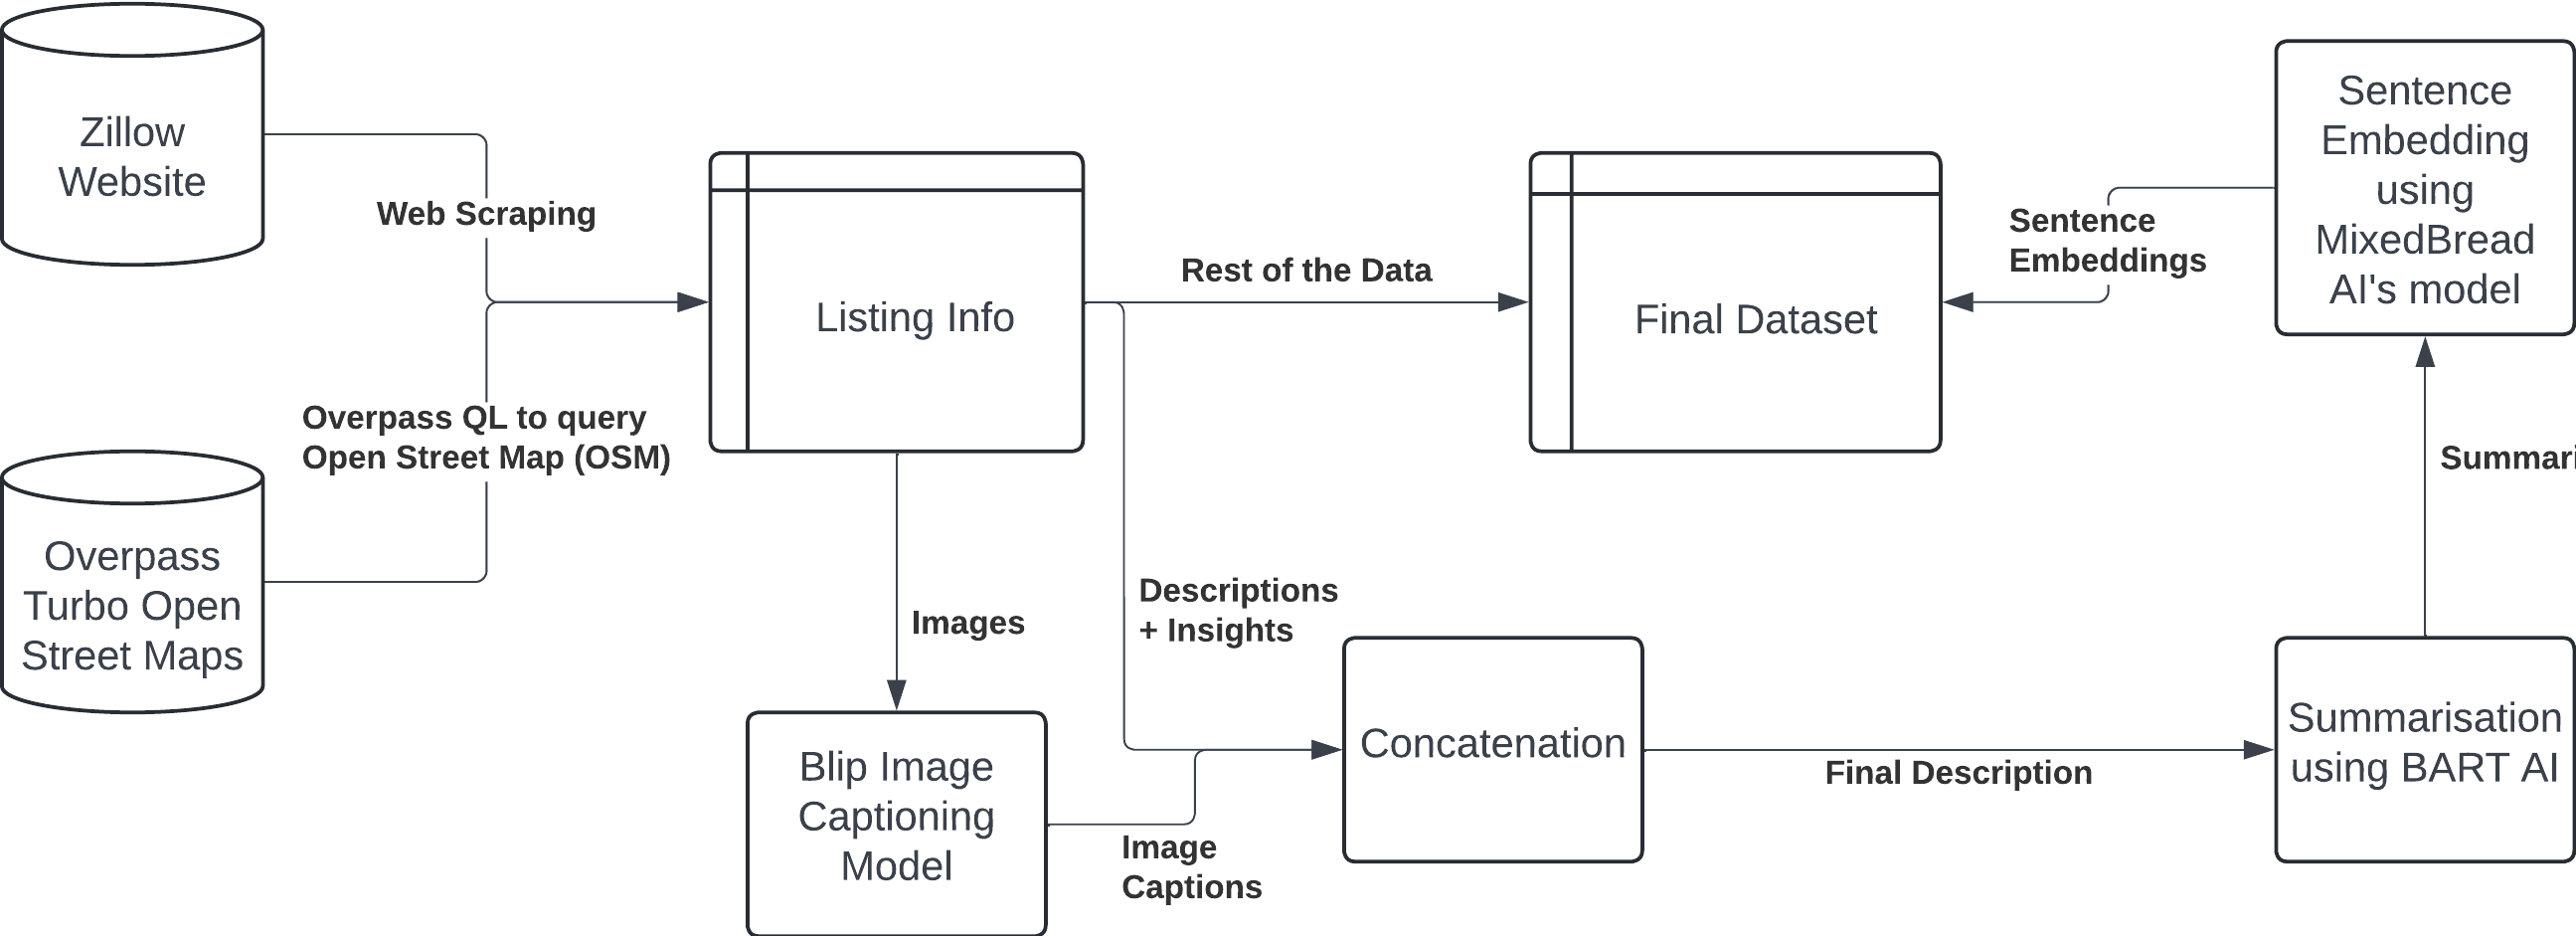 Zillow
Website
Web Scraping
Overpass QL to query
Open Street Map (OSM)
Overpass
Turbo Open
Street Maps
Listing Info
Rest of the Data
Final Dataset
Sentence
Embeddings
Sentence
Embedding
using
MixedBread
AI's model
Images
Descriptions
+ Insights
Blip Image
Captioning
Model
Image
Captions
Concatenation
Final Description
Summarisation
using BART AI